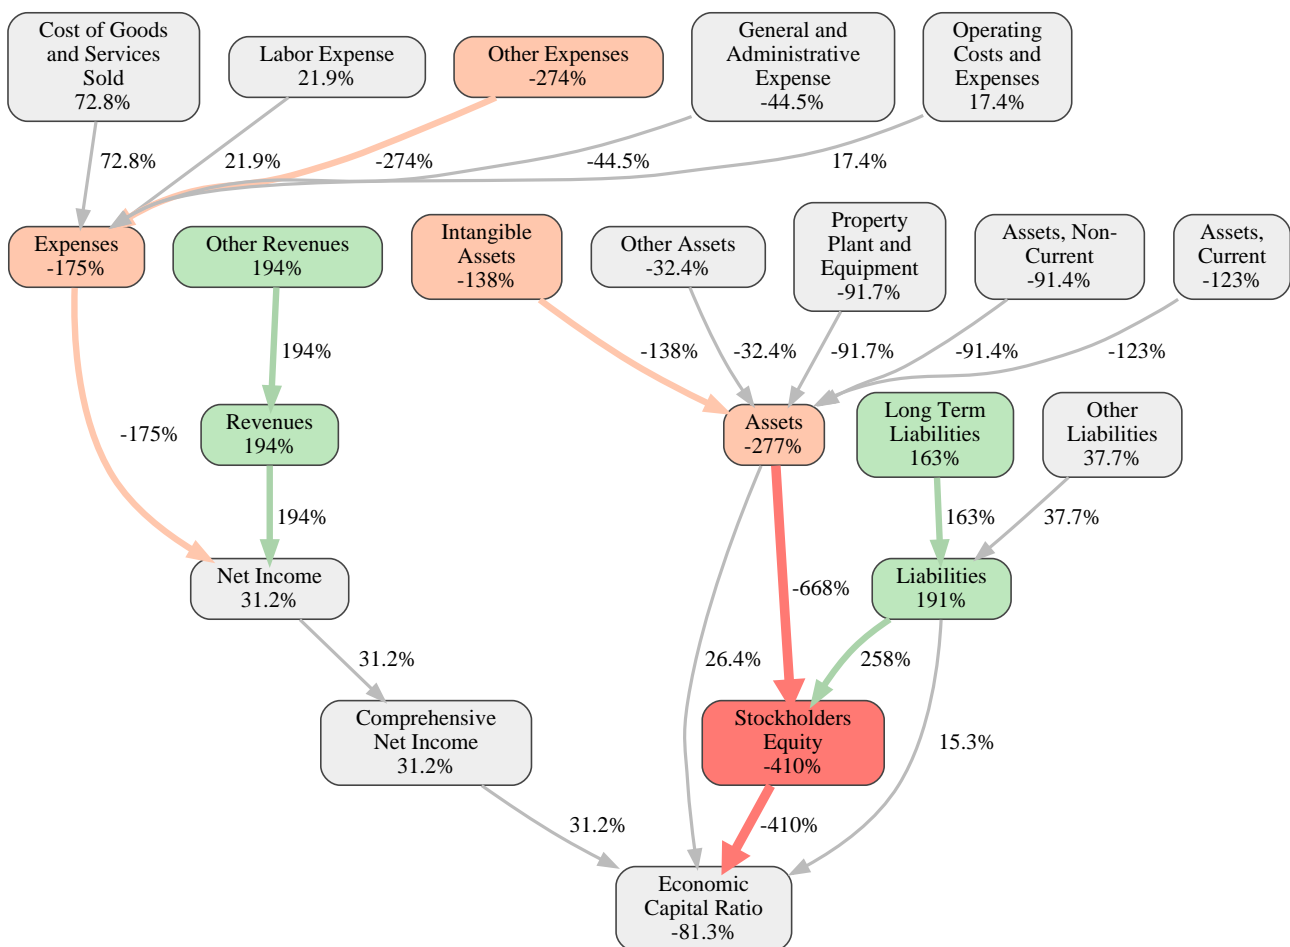 Cost of Goods
and Services
Sold
72.8%
Labor Expense
21.9%
Other Expenses
-274%
General and
Administrative
Expense
-44.5%
Operating
Costs and
Expenses
17.4%
72.8%
21.9%
-274%
-44.5%
17.4%
Expenses
-175%
Other Revenues
194%
Intangible
Assets
-138%
Other Assets
-32.4%
Property
Plant and
Equipment
-91.7%
Assets, Non-
Current
-91.4%
Assets,
Current
-123%
194%
-138%
-32.4%
-91.7%
-91.4%
-123%
-175%
Revenues
194%
Assets
-277%
Long Term
Liabilities
163%
Other
Liabilities
37.7%
194%
163%
37.7%
Net Income
31.2%
-668%
Liabilities
191%
31.2%
26.4%
258%
Comprehensive
Net Income
31.2%
Stockholders
Equity
-410%
15.3%
31.2%
-410%
Economic
Capital Ratio
-81.3%